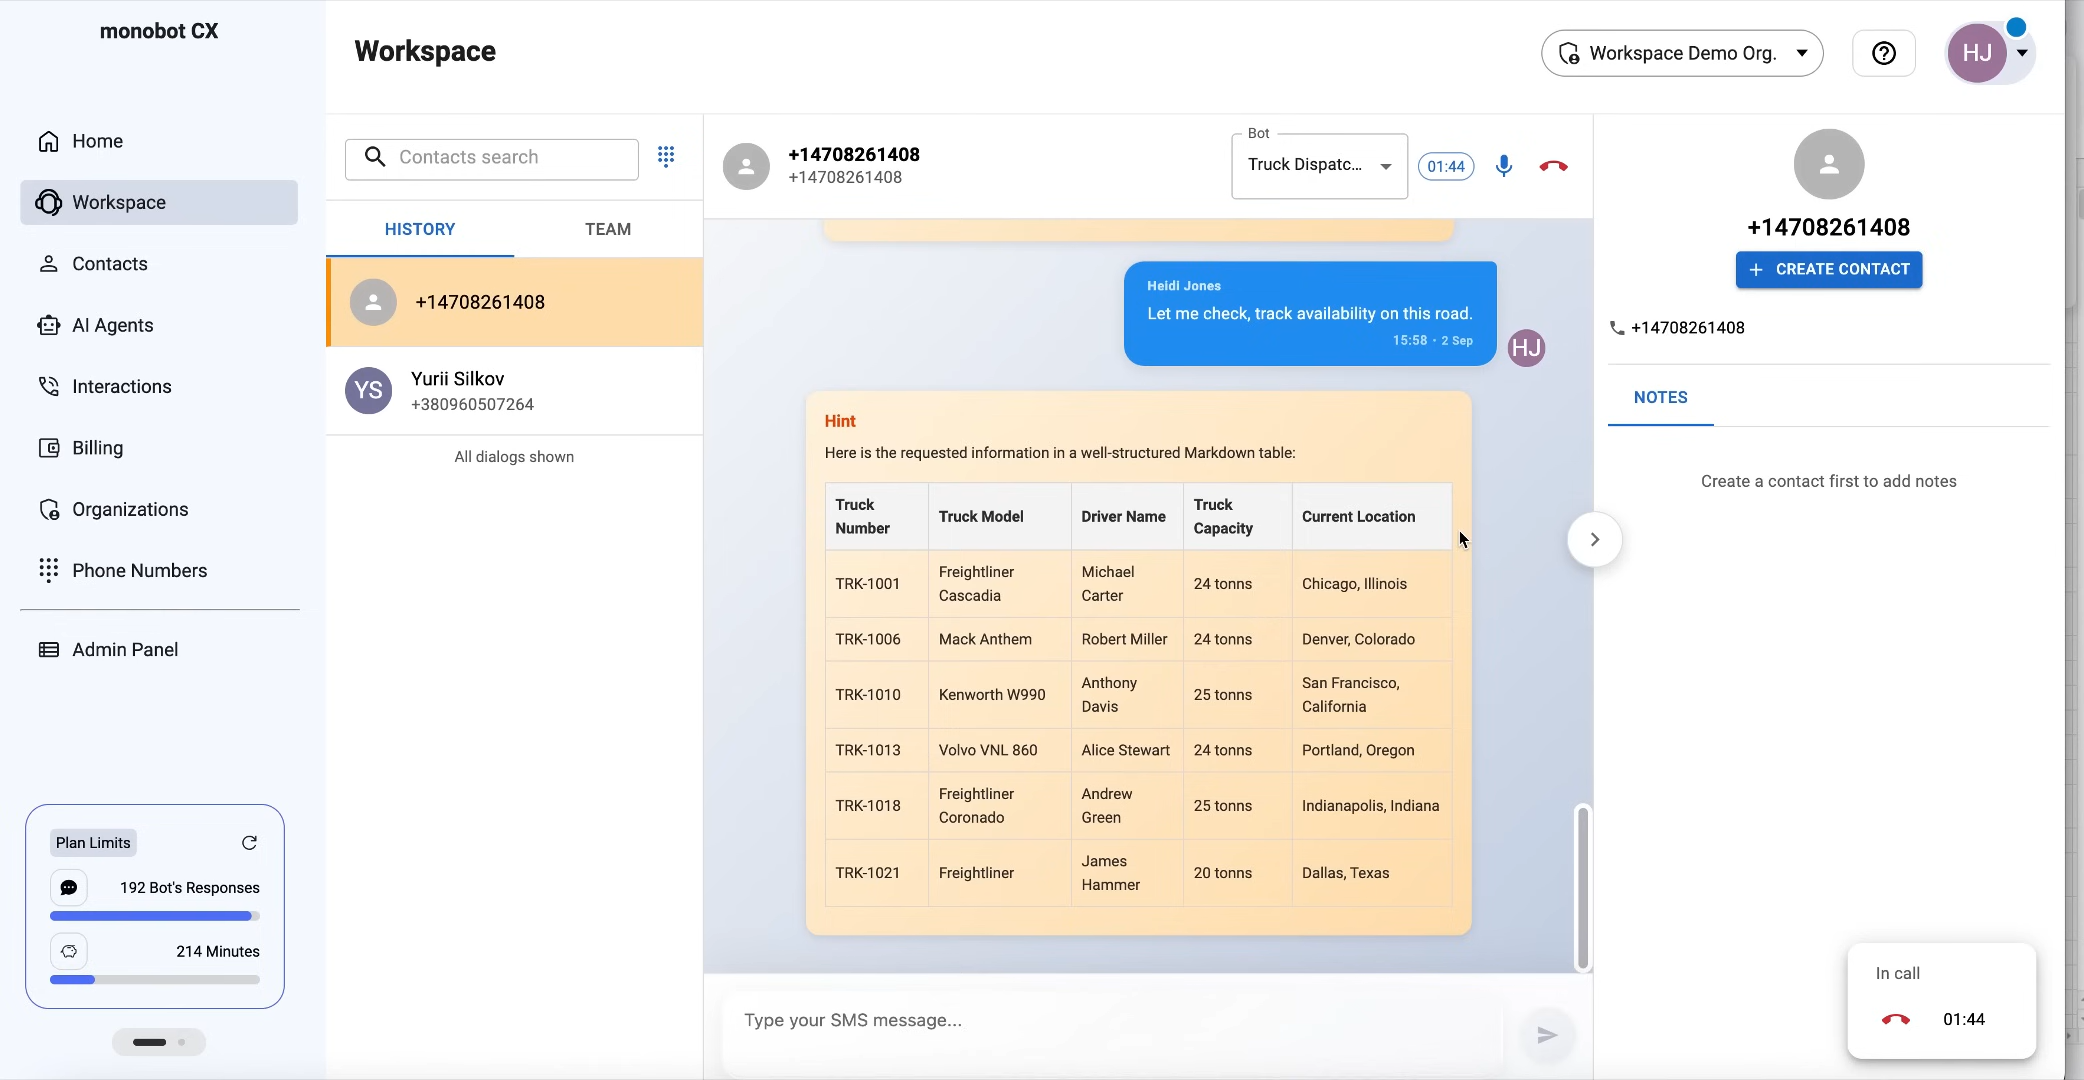 monobot CX
Workspace
Workspace Demo Org.
HJ
Home
Workspace
Contacts
AI Agents
Interactions
Billing
Organizations
Phone Numbers
Admin Panel
Plan Limits
192 Bot's Responses
214 Minutes
Contacts search
HISTORY
TEAM
+14708261408
YS
Yurii Silkov
+380960507264
All dialogs shown
+14708261408
+14708261408
Bot
Truck Dispatc...
01:44
Heidi Jones
Let me check, track availability on this road.
15:58 • 2 Sep
HJ
Hint
Here is the requested information in a well-structured Markdown table:
Truck Number Truck Model Driver Name Truck Capacity Current Location
TRK-1001 Freightliner Cascadia Michael Carter 24 tonns Chicago, Illinois
TRK-1006 Mack Anthem Robert Miller 24 tonns Denver, Colorado
TRK-1010 Kenworth W990 Anthony Davis 25 tonns San Francisco, California
TRK-1013 Volvo VNL 860 Alice Stewart 24 tonns Portland, Oregon
TRK-1018 Freightliner Coronado Andrew Green 25 tonns Indianapolis, Indiana
TRK-1021 Freightliner James Hammer 20 tonns Dallas, Texas
Type your SMS message...
+14708261408
+ CREATE CONTACT
+14708261408
NOTES
Create a contact first to add notes
In call
01:44